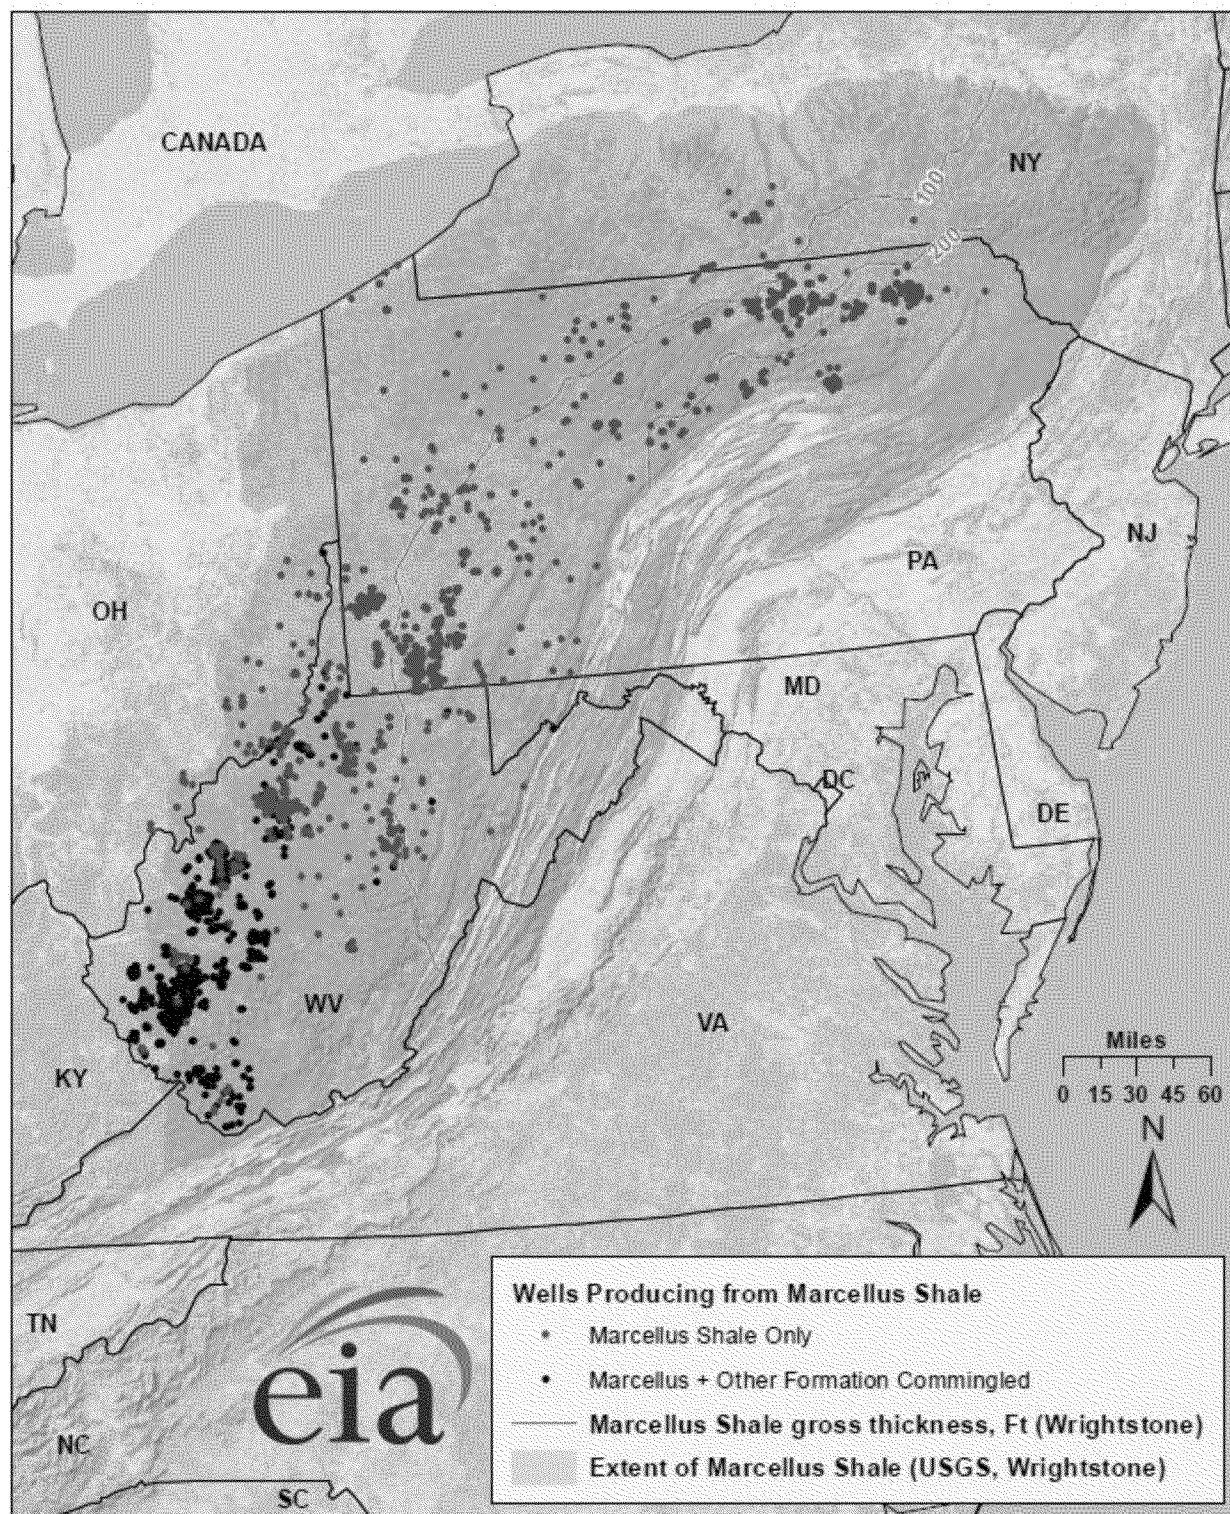 CANADA
NY
100
200
OH
PA
NJ
MD
DC
DE
WV
VA
KY
Miles
0 15 30 45 60
N
TN
NC
SC
eia
Wells Producing from Marcellus Shale
Marcellus Shale Only
Marcellus + Other Formation Commingled
Marcellus Shale gross thickness, Ft (Wrightstone)
Extent of Marcellus Shale (USGS, Wrightstone)